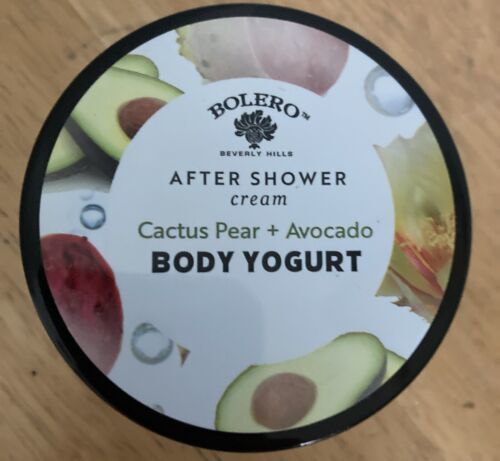 BOLERO™
BEVERLY HILLS
AFTER SHOWER
cream
Cactus Pear + Avocado
BODY YOGURT